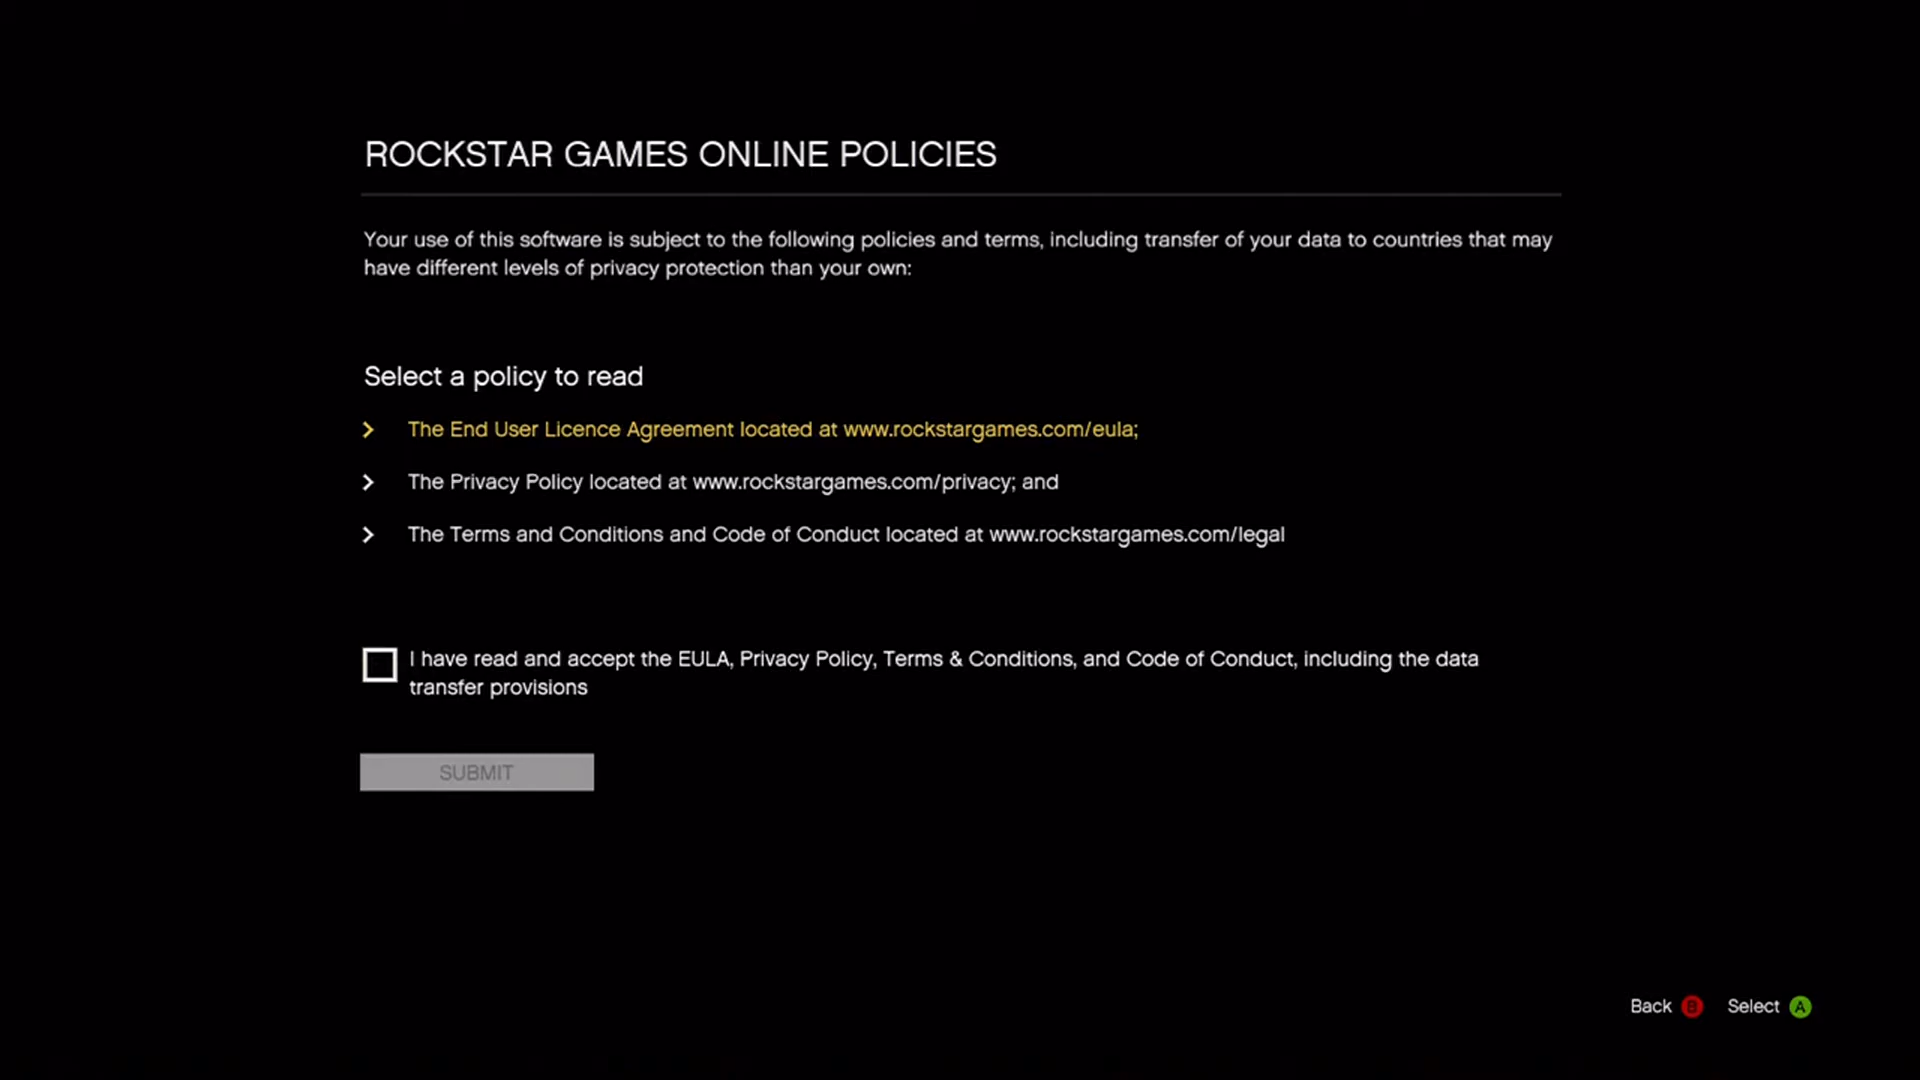 ROCKSTAR GAMES ONLINE POLICIES
Your use of this software is subject to the following policies and terms, including transfer of your data to countries that may
have different levels of privacy protection than your own:
Select a policy to read
The End User Licence Agreement located at www.rockstargames.com/eula;
The Privacy Policy located at www.rockstargames.com/privacy; and
The Terms and Conditions and Code of Conduct located at www.rockstargames.com/legal
I have read and accept the EULA, Privacy Policy, Terms & Conditions, and Code of Conduct, including the data
transfer provisions
SUBMIT
Back B Select A